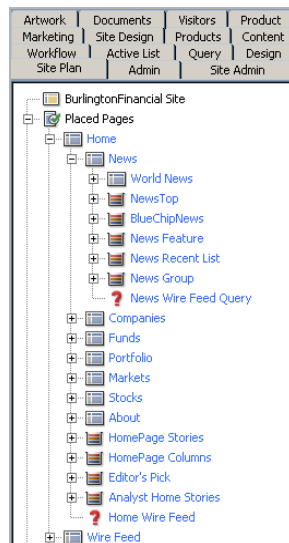 Artwork Documents Visitors Product
Marketing Site Design Products Content
Workflow Active List Query Design
Site Plan Admin Site Admin
BurlingtonFinancial Site
Placed Pages
Home
News
World News
NewsTop
BlueChipNews
News Feature
News Recent List
News Group
? News Wire Feed Query
Companies
Funds
Portfolio
Markets
Stocks
About
HomePage Stories
HomePage Columns
Editor's Pick
Analyst Home Stories
? Home Wire Feed
Wire Feed